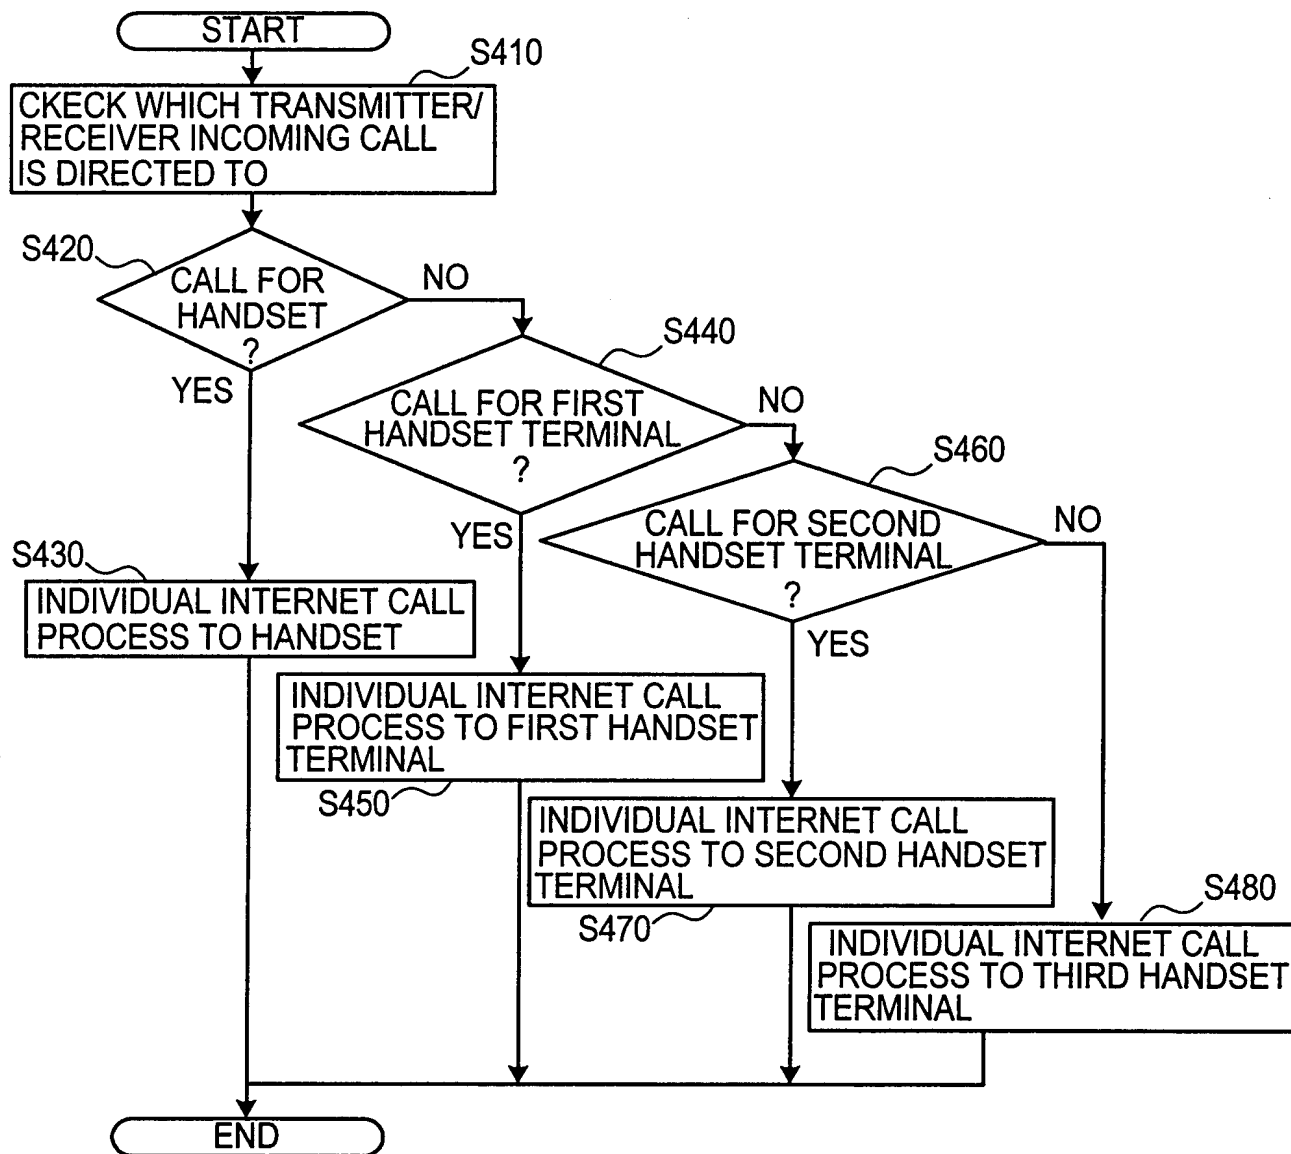 START
S410
CKECK WHICH TRANSMITTER/
RECEIVER INCOMING CALL
IS DIRECTED TO
S420
CALL FOR
HANDSET
?
NO
YES
S440
CALL FOR FIRST
HANDSET TERMINAL
?
NO
YES
S460
CALL FOR SECOND
HANDSET TERMINAL
?
NO
YES
S430
INDIVIDUAL INTERNET CALL
PROCESS TO HANDSET
INDIVIDUAL INTERNET CALL
PROCESS TO FIRST HANDSET
TERMINAL
S450
INDIVIDUAL INTERNET CALL
PROCESS TO SECOND HANDSET
TERMINAL
S470
S480
INDIVIDUAL INTERNET CALL
PROCESS TO THIRD HANDSET
TERMINAL
END